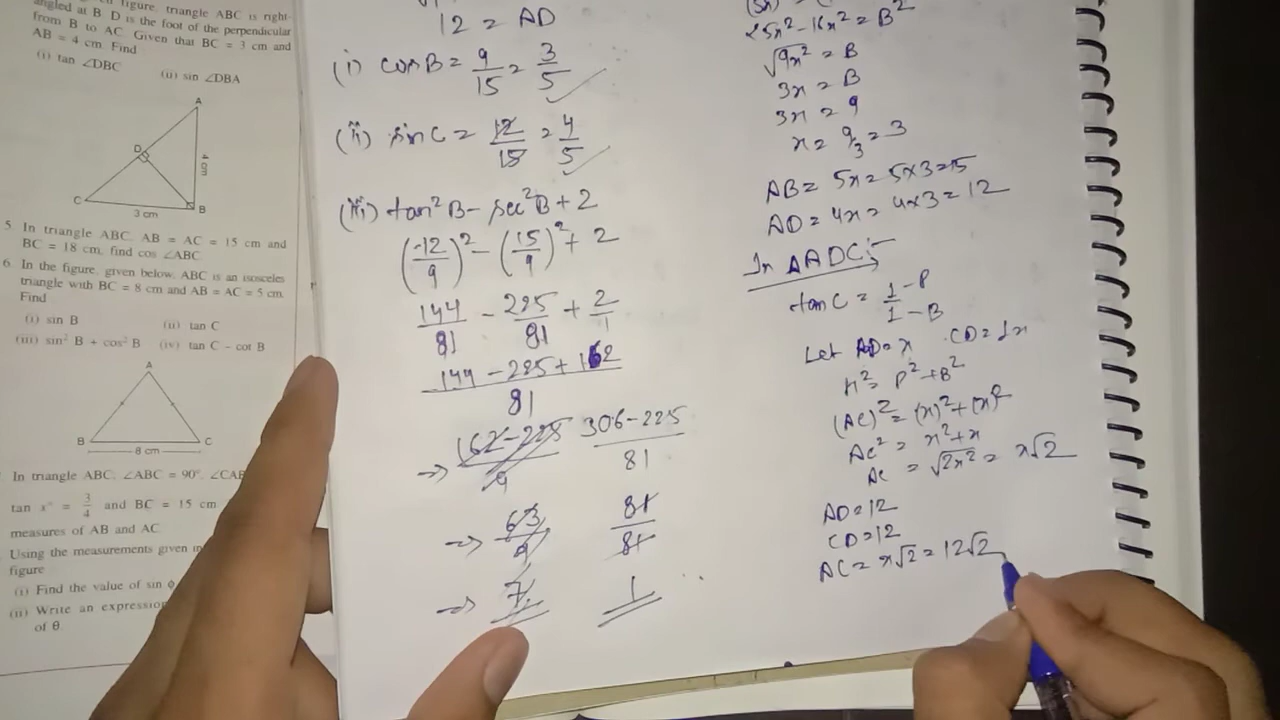 figure, triangle ABC is right-
angled at B. D is the foot of the perpendicular
from B to AC. Given that BC = 3 cm and
AB = 4 cm. Find
(i) tan ∠DBC
(ii) sin ∠DBA
A
D
4 cm
C
B
3 cm
5. In triangle ABC, AB = AC = 15 cm and
BC = 18 cm, find cos ∠ABC.
6. In the figure, given below, ABC is an isosceles
triangle with BC = 8 cm and AB = AC = 5 cm.
Find
(i) sin B
(ii) tan C
(iii) sin² B + cos² B
(iv) tan C - cot B
A
B
C
8 cm
In triangle ABC; ∠ABC = 90°, ∠CAB
tan x° = 3/4 and BC = 15 cm
measures of AB and AC.
Using the measurements given in
figure
(i) Find the value of sin φ
(ii) Write an expression
of θ.
12 = AD
(i) cos B = 9/15 = 3/5
(ii) sin C = 12/15 = 4/5
(iii) tan²B - sec²B + 2
(12/9)² - (15/9)² + 2
144/81 - 225/81 + 2/1
144 - 225 + 162
81
306 - 225
81
81/81
1
25x² - 16x² = B²
√9x² = B
3x = B
3x = 9
x = 9/3 = 3
AB = 5x = 5x3 = 15
AD = 4x = 4x3 = 12
In △ADC:-
tan C = 1/1 - P
- B
Let AD = x CD = 1x
H² = P² + B²
(AC)² = (x)² + (x)²
AC² = x² + x
AC = √2x² = x√2
AD = 12
CD = 12
AC = x√2 = 12√2